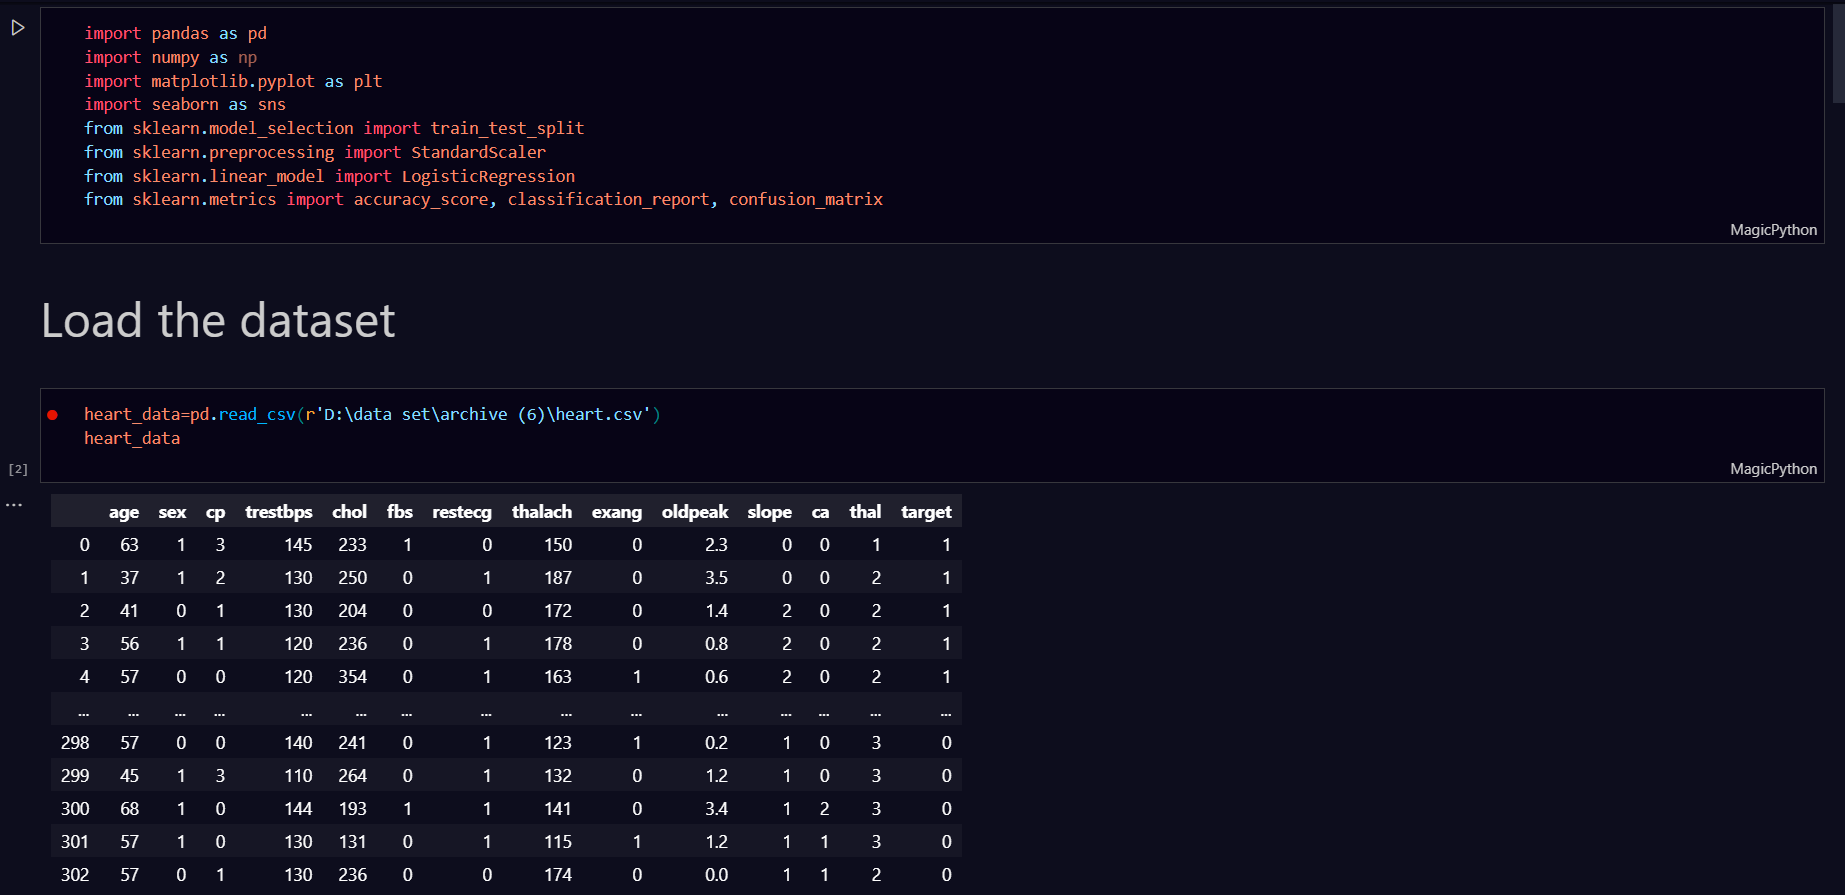 import pandas as pd
import numpy as np
import matplotlib.pyplot as plt
import seaborn as sns
from sklearn.model_selection import train_test_split
from sklearn.preprocessing import StandardScaler
from sklearn.linear_model import LogisticRegression
from sklearn.metrics import accuracy_score, classification_report, confusion_matrix
MagicPython
Load the dataset
heart_data=pd.read_csv(r'D:\data set\archive (6)\heart.csv')
heart_data
[2]
MagicPython
...
age sex cp trestbps chol fbs restecg thalach exang oldpeak slope ca thal target
0 63 1 3 145 233 1 0 150 0 2.3 0 0 1 1
1 37 1 2 130 250 0 1 187 0 3.5 0 0 2 1
2 41 0 1 130 204 0 0 172 0 1.4 2 0 2 1
3 56 1 1 120 236 0 1 178 0 0.8 2 0 2 1
4 57 0 0 120 354 0 1 163 1 0.6 2 0 2 1
... ... ... ... ... ... ... ... ... ... ... ... ... ... ...
298 57 0 0 140 241 0 1 123 1 0.2 1 0 3 0
299 45 1 3 110 264 0 1 132 0 1.2 1 0 3 0
300 68 1 0 144 193 1 1 141 0 3.4 1 2 3 0
301 57 1 0 130 131 0 1 115 1 1.2 1 1 3 0
302 57 0 1 130 236 0 0 174 0 0.0 1 1 2 0